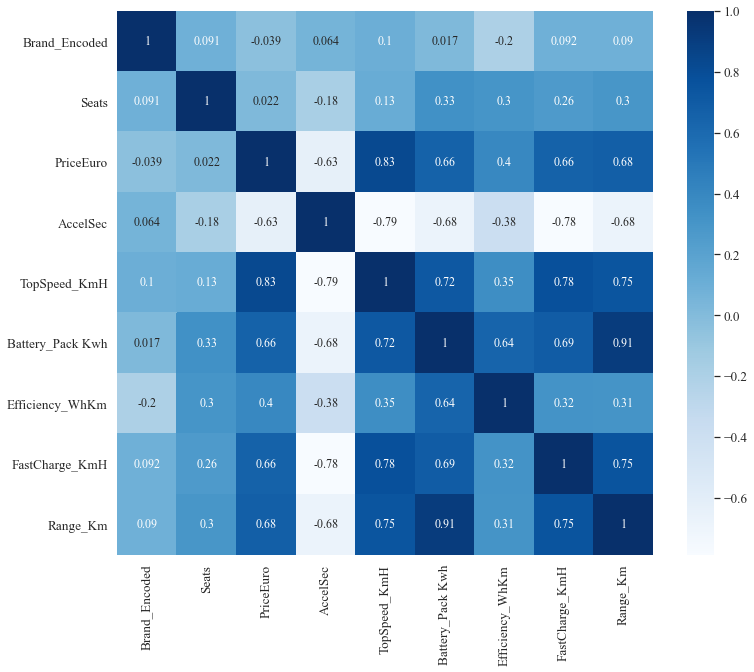 Brand_Encoded 1 0.091 -0.039 0.064 0.1 0.017 -0.2 0.092 0.09
Seats 0.091 1 0.022 -0.18 0.13 0.33 0.3 0.26 0.3
PriceEuro -0.039 0.022 1 -0.63 0.83 0.66 0.4 0.66 0.68
AccelSec 0.064 -0.18 -0.63 1 -0.79 -0.68 -0.38 -0.78 -0.68
TopSpeed_KmH 0.1 0.13 0.83 -0.79 1 0.72 0.35 0.78 0.75
Battery_Pack Kwh 0.017 0.33 0.66 -0.68 0.72 1 0.64 0.69 0.91
Efficiency_WhKm -0.2 0.3 0.4 -0.38 0.35 0.64 1 0.32 0.31
FastCharge_KmH 0.092 0.26 0.66 -0.78 0.78 0.69 0.32 1 0.75
Range_Km 0.09 0.3 0.68 -0.68 0.75 0.91 0.31 0.75 1
Brand_Encoded
Seats
PriceEuro
AccelSec
TopSpeed_KmH
Battery_Pack Kwh
Efficiency_WhKm
FastCharge_KmH
Range_Km
1.0
0.8
0.6
0.4
0.2
0.0
−0.2
−0.4
−0.6